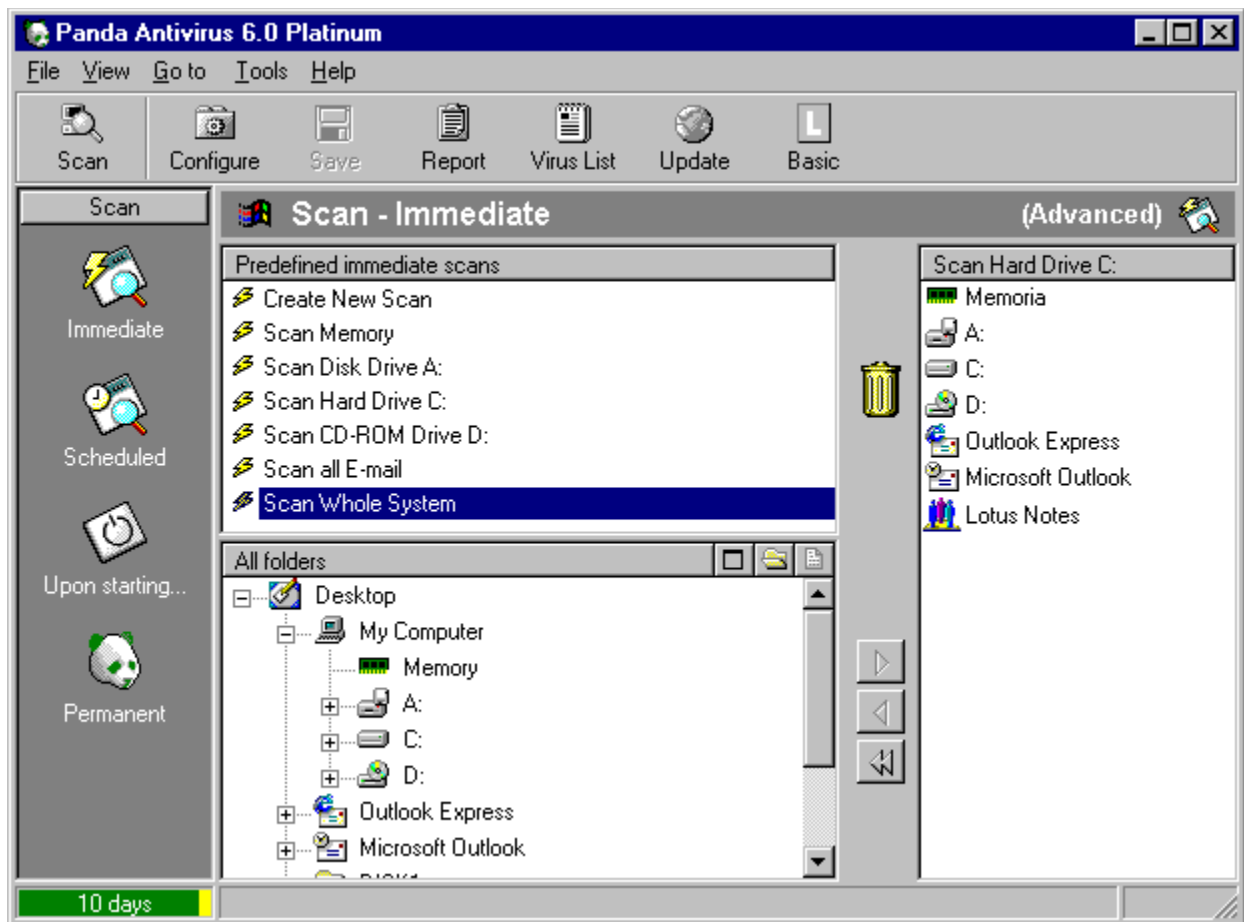 Panda Antivirus 6.0 Platinum
File View Go to Tools Help
Scan Configure Save Report Virus List Update L Basic
Scan
Immediate
Scheduled
Upon starting...
Permanent
Scan - Immediate (Advanced)
Predefined immediate scans
Create New Scan
Scan Memory
Scan Disk Drive A:
Scan Hard Drive C:
Scan CD-ROM Drive D:
Scan all E-mail
Scan Whole System
All folders
Desktop
My Computer
Memory
A:
C:
D:
Outlook Express
Microsoft Outlook
Scan Hard Drive C:
Memoria
A:
C:
D:
Outlook Express
Microsoft Outlook
Lotus Notes
10 days